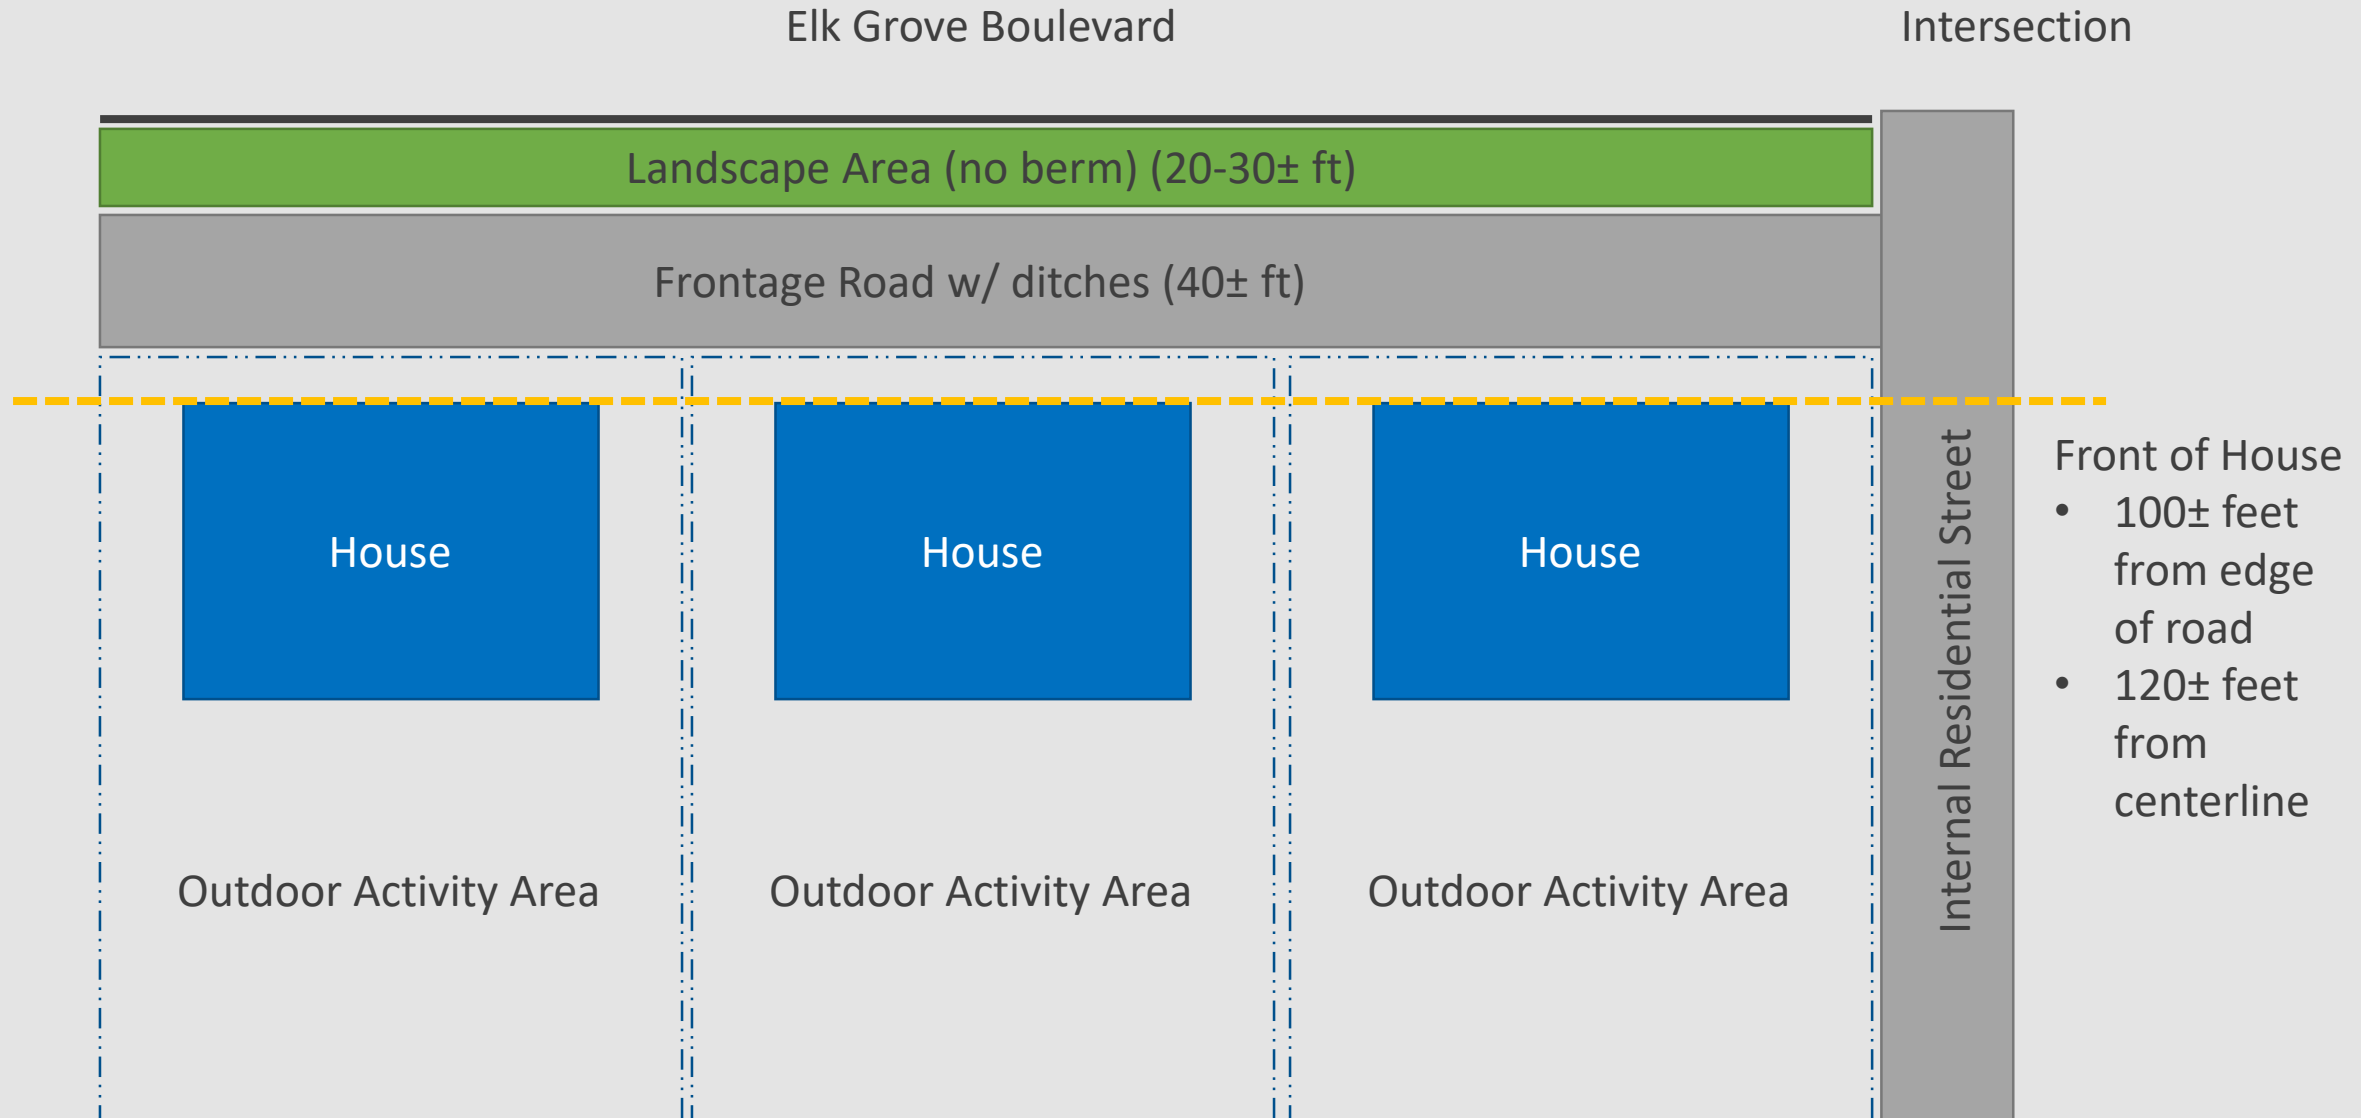 Elk Grove Boulevard
Intersection
Landscape Area (no berm) (20-30± ft)
Frontage Road w/ ditches (40± ft)
House
House
House
Internal Residential Street
Front of House
• 100± feet
from edge
of road
• 120± feet
from
centerline
Outdoor Activity Area
Outdoor Activity Area
Outdoor Activity Area